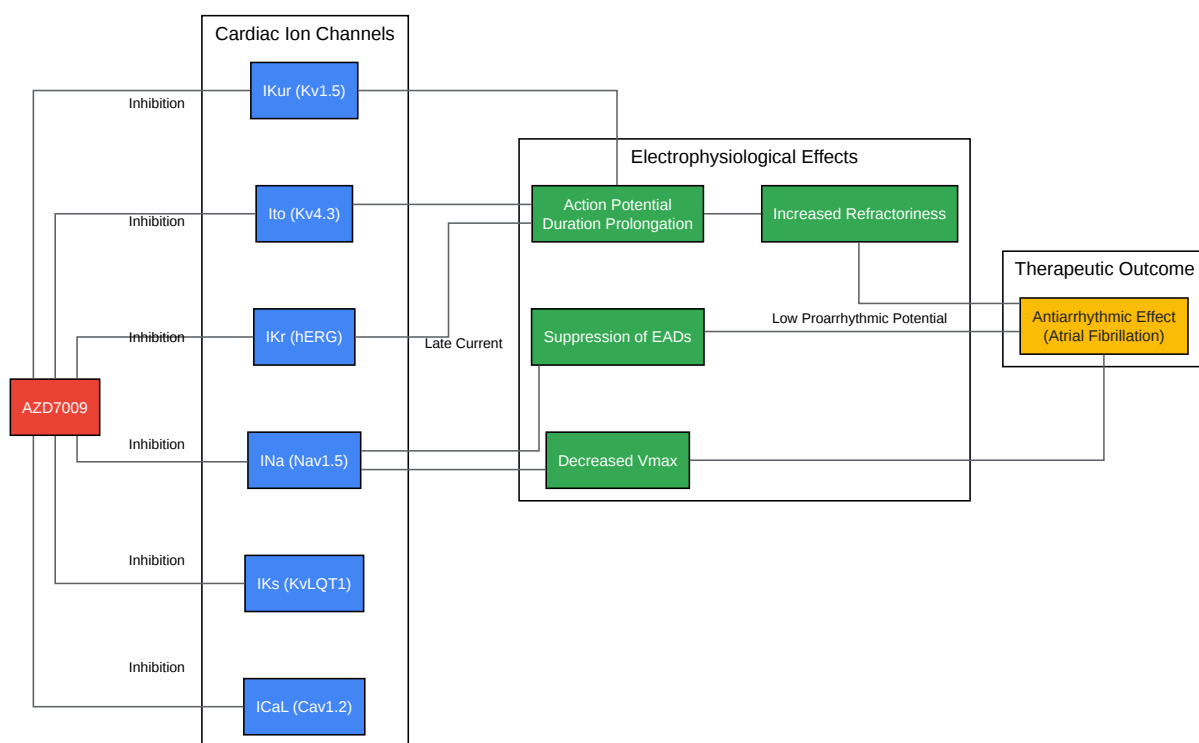 Cardiac Ion Channels
IKur (Kv1.5)
Inhibition
Electrophysiological Effects
Ito (Kv4.3)
Inhibition
Action Potential
Duration Prolongation
Increased Refractoriness
Therapeutic Outcome
Antiarrhythmic Effect
(Atrial Fibrillation)
Low Proarrhythmic Potential
Inhibition
IKr (hERG)
Late Current
Suppression of EADs
AZD7009
Inhibition
INa (Nav1.5)
Decreased Vmax
Inhibition
IKs (KvLQT1)
Inhibition
ICaL (Cav1.2)